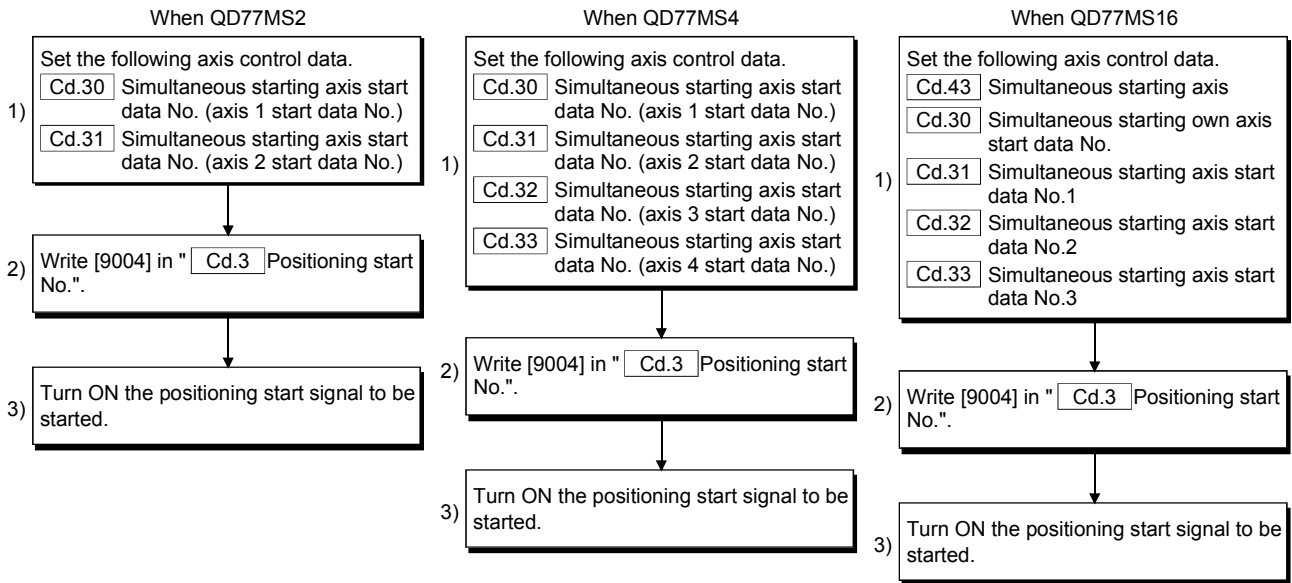 When QD77MS2
Set the following axis control data.
Cd.30 Simultaneous starting axis start
data No. (axis 1 start data No.)
1)
Cd.31 Simultaneous starting axis start
data No. (axis 2 start data No.)
2)
Write [9004] in " Cd.3 Positioning start
No.".
3)
Turn ON the positioning start signal to be
started.
When QD77MS4
Set the following axis control data.
Cd.30 Simultaneous starting axis start
data No. (axis 1 start data No.)
Cd.31 Simultaneous starting axis start
data No. (axis 2 start data No.)
1)
Cd.32 Simultaneous starting axis start
data No. (axis 3 start data No.)
Cd.33 Simultaneous starting axis start
data No. (axis 4 start data No.)
2)
Write [9004] in " Cd.3 Positioning start
No.".
3)
Turn ON the positioning start signal to be
started.
When QD77MS16
Set the following axis control data.
Cd.43 Simultaneous starting axis
Cd.30 Simultaneous starting own axis
start data No.
1)
Cd.31 Simultaneous starting axis start
data No.1
Cd.32 Simultaneous starting axis start
data No.2
Cd.33 Simultaneous starting axis start
data No.3
2)
Write [9004] in " Cd.3 Positioning start
No.".
3)
Turn ON the positioning start signal to be
started.